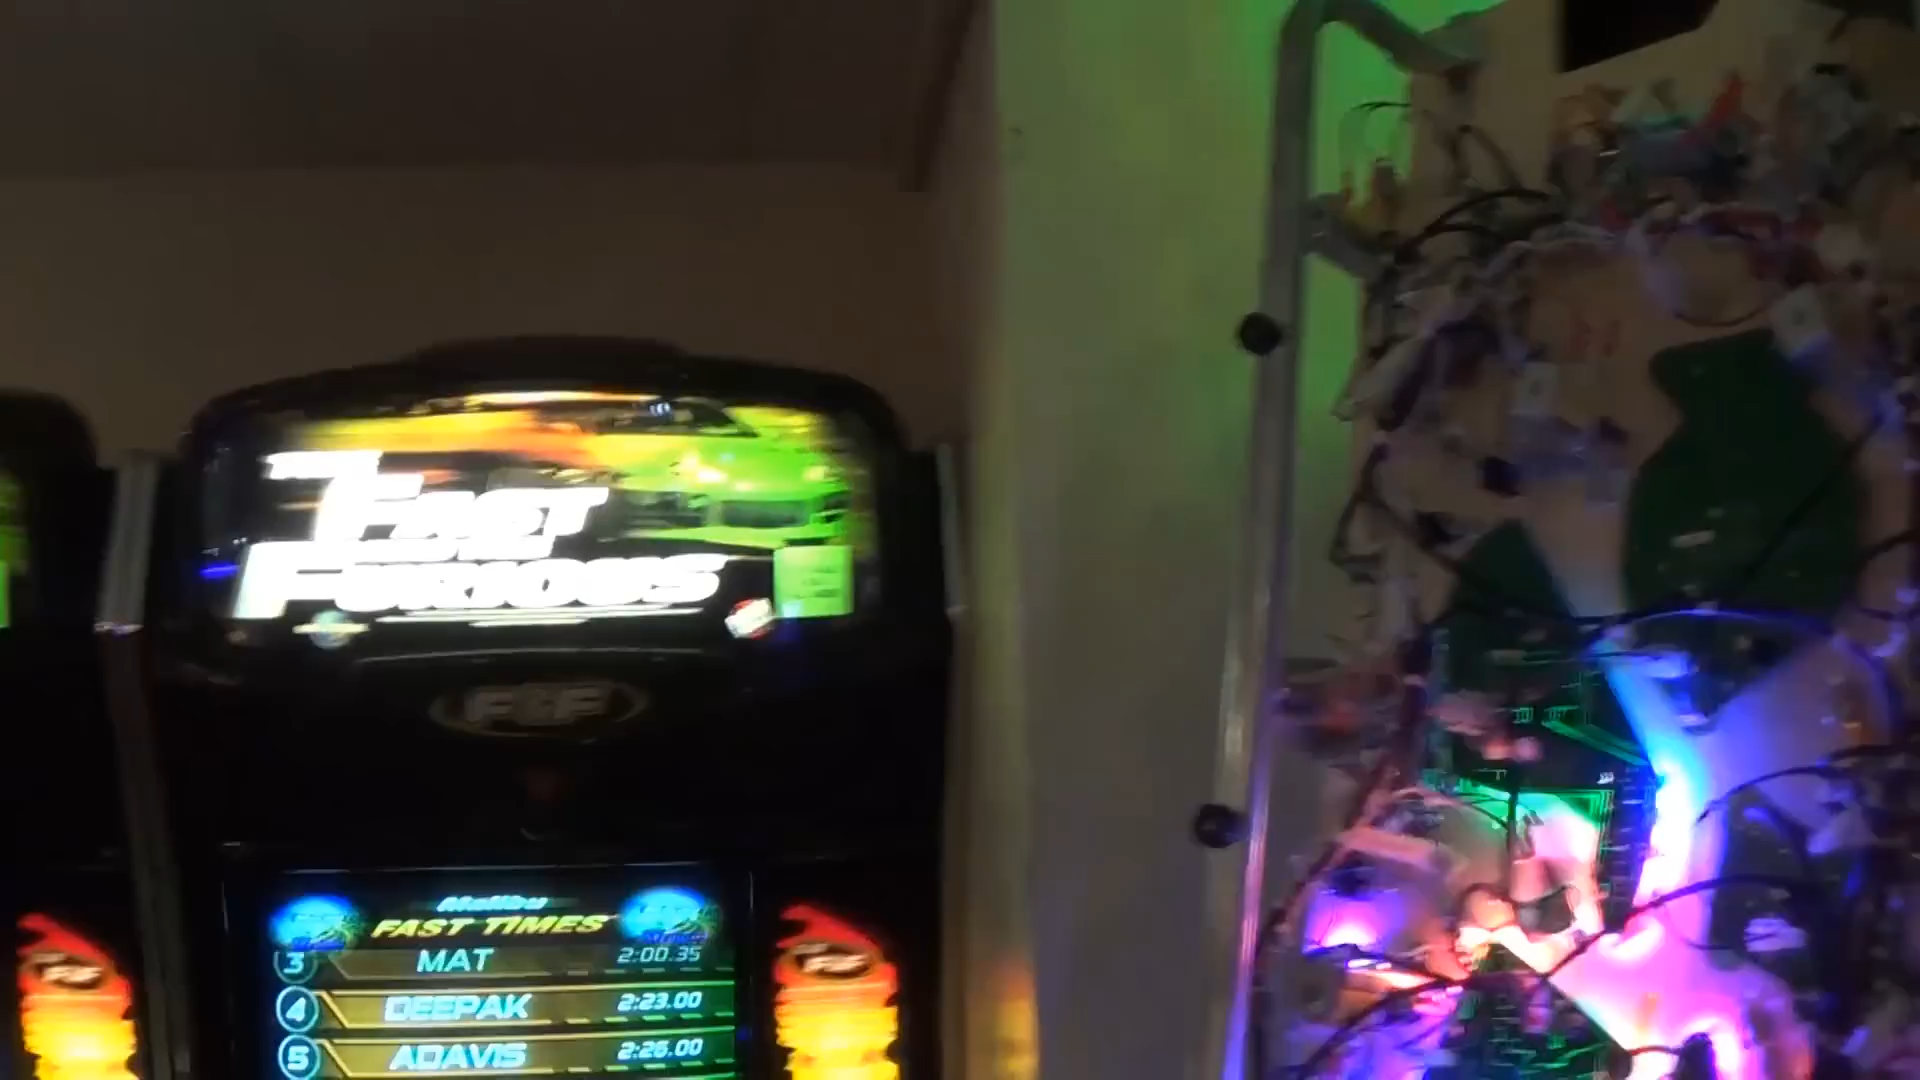 THE FAST
AND THE
FURIOUS
F&F
Malibu
FAST TIMES
3 MAT 2:00.35
4 DEEPAK 2:23.00
5 ADAVIS 2:26.00
F&F
F&F